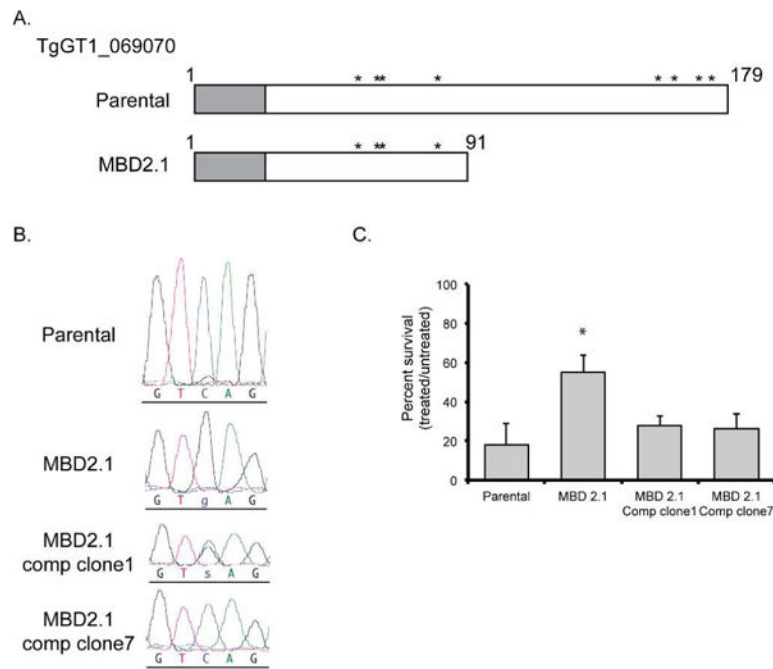 A.
TgGT1_069070
1
* ** * * * * *
179
Parental
1
* ** *
91
MBD2.1
B.
Parental
G T C A G
MBD2.1
G T g A G
MBD2.1
comp clone1
G T s A G
MBD2.1
comp clone7
G T C A G
C.
Percent survival
(treated/untreated)
100
80
60
40
20
0
*
Parental
MBD 2.1
MBD 2.1
Comp clone1
MBD 2.1
Comp clone7